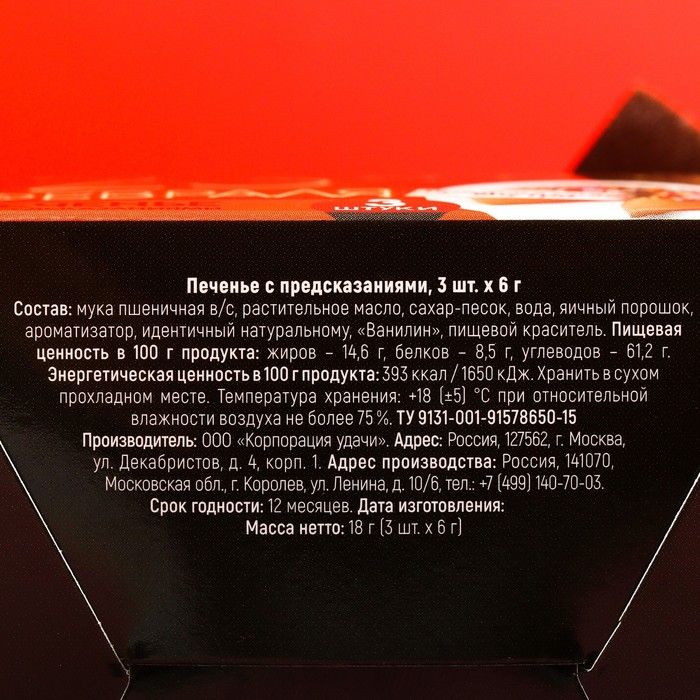 3
ШТУКИ
Печенье с предсказаниями, 3 шт. х 6 г
Состав: мука пшеничная в/с, растительное масло, сахар-песок, вода, яичный порошок,
ароматизатор, идентичный натуральному, «Ванилин», пищевой краситель. Пищевая
ценность в 100 г продукта: жиров – 14,6 г, белков – 8,5 г, углеводов – 61,2 г.
Энергетическая ценность в 100 г продукта: 393 ккал / 1650 кДж. Хранить в сухом
прохладном месте. Температура хранения: +18 (±5) °С при относительной
влажности воздуха не более 75 %. ТУ 9131-001-91578650-15
Производитель: ООО «Корпорация удачи». Адрес: Россия, 127562, г. Москва,
ул. Декабристов, д. 4, корп. 1. Адрес производства: Россия, 141070,
Московская обл., г. Королев, ул. Ленина, д. 10/6, тел.: +7 (499) 140-70-03.
Срок годности: 12 месяцев. Дата изготовления:
Масса нетто: 18 г (3 шт. х 6 г)